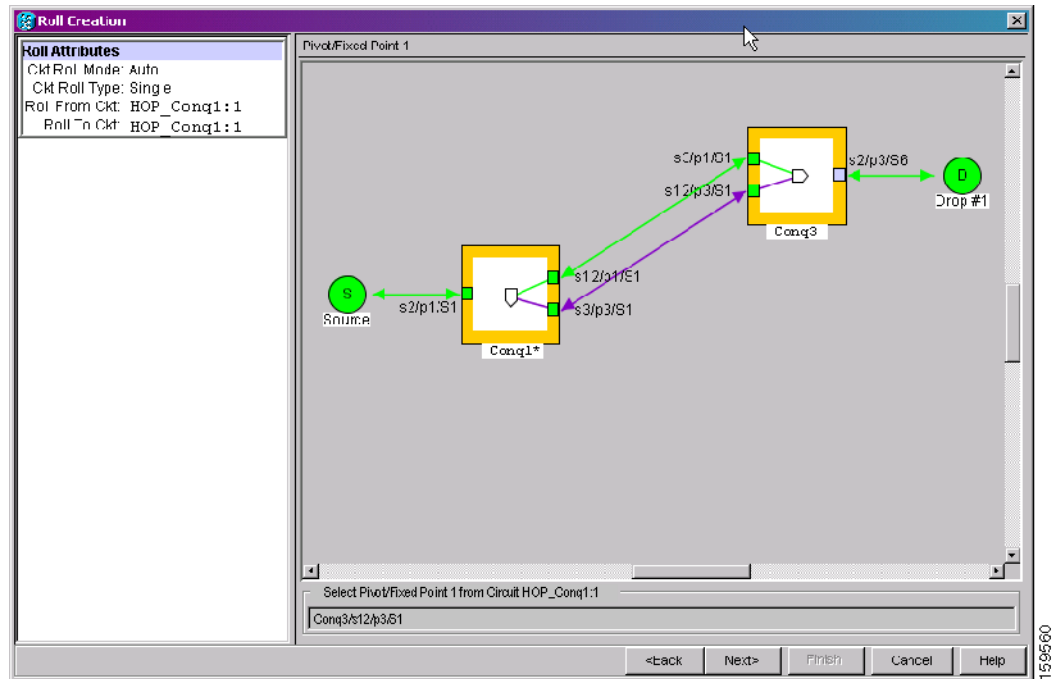 Roll Creation
Roll Attributes
Ckt Roll Mode: Auto
Ckt Roll Type: Single
Roll From Ckt: HOP_Conq1:1
Roll To Ckt: HOP_Conq1:1
Pivot/Fixed Point 1
s3/p1/S1
s12/p3/S1
s2/p3/S6
D
Drop #1
Conq3
S
Source
s2/p1/S1
s12/p1/S1
s3/p3/S1
Conq1*
Select Pivot/Fixed Point 1 from Circuit HOP_Conq1:1
Conq3/s12/p3/S1
<Back
Next>
Finish
Cancel
Help
159560